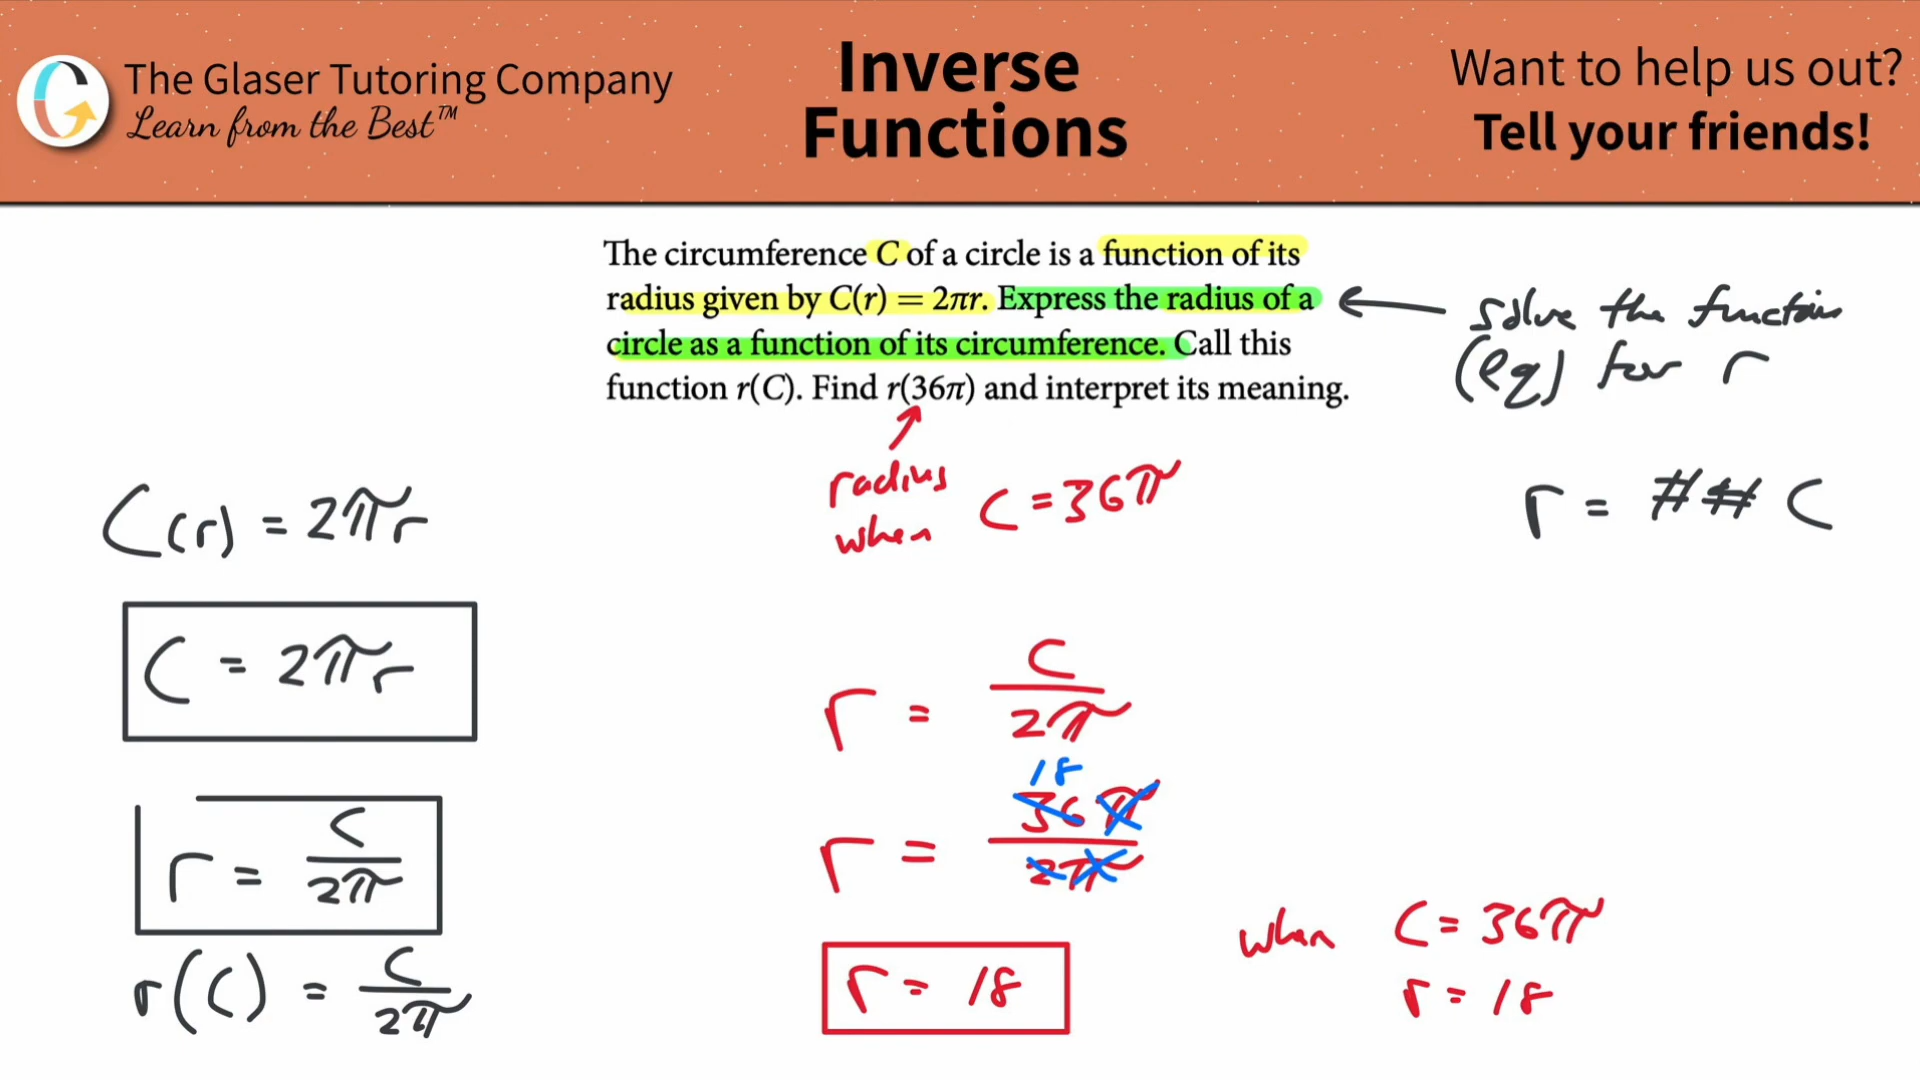 The Glaser Tutoring Company
Learn from the Best™
Inverse
Functions
Want to help us out?
Tell your friends!
The circumference C of a circle is a function of its
radius given by C(r) = 2πr. Express the radius of a
circle as a function of its circumference. Call this
function r(C). Find r(36π) and interpret its meaning.
solve the function
(eq) for r
r = ## C
radius
when
C = 36π
C(r) = 2πr
C = 2πr
r = C/2π
r(C) = C/2π
r = C/2π
18
r = 36π/2π
r = 18
when C = 36π
r = 18